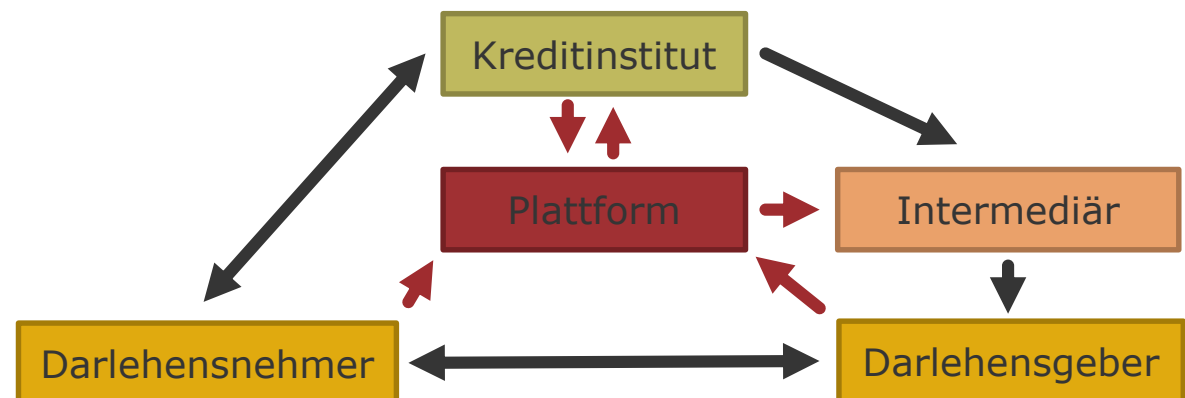 Kreditinstitut
Plattform
Intermediär
Darlehensnehmer
Darlehensgeber